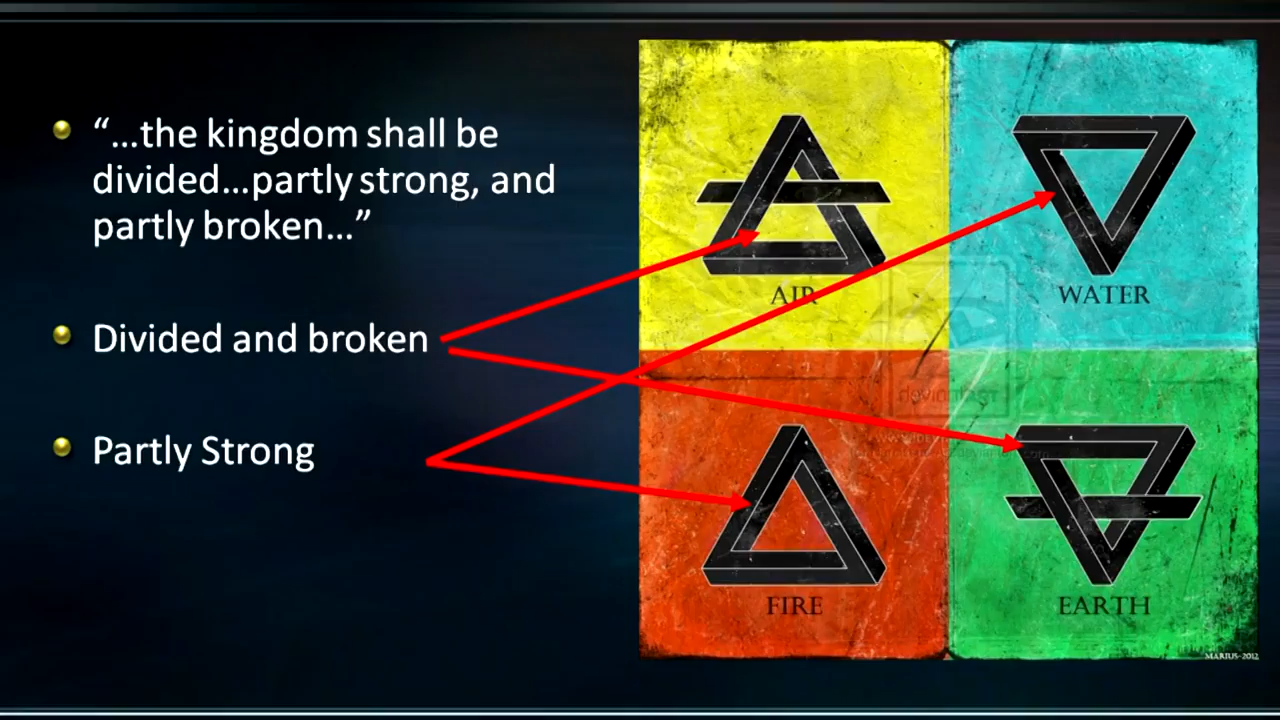 “…the kingdom shall be
divided…partly strong, and
partly broken…”
Divided and broken
Partly Strong
AIR
WATER
FIRE
EARTH
MARIUS-2012